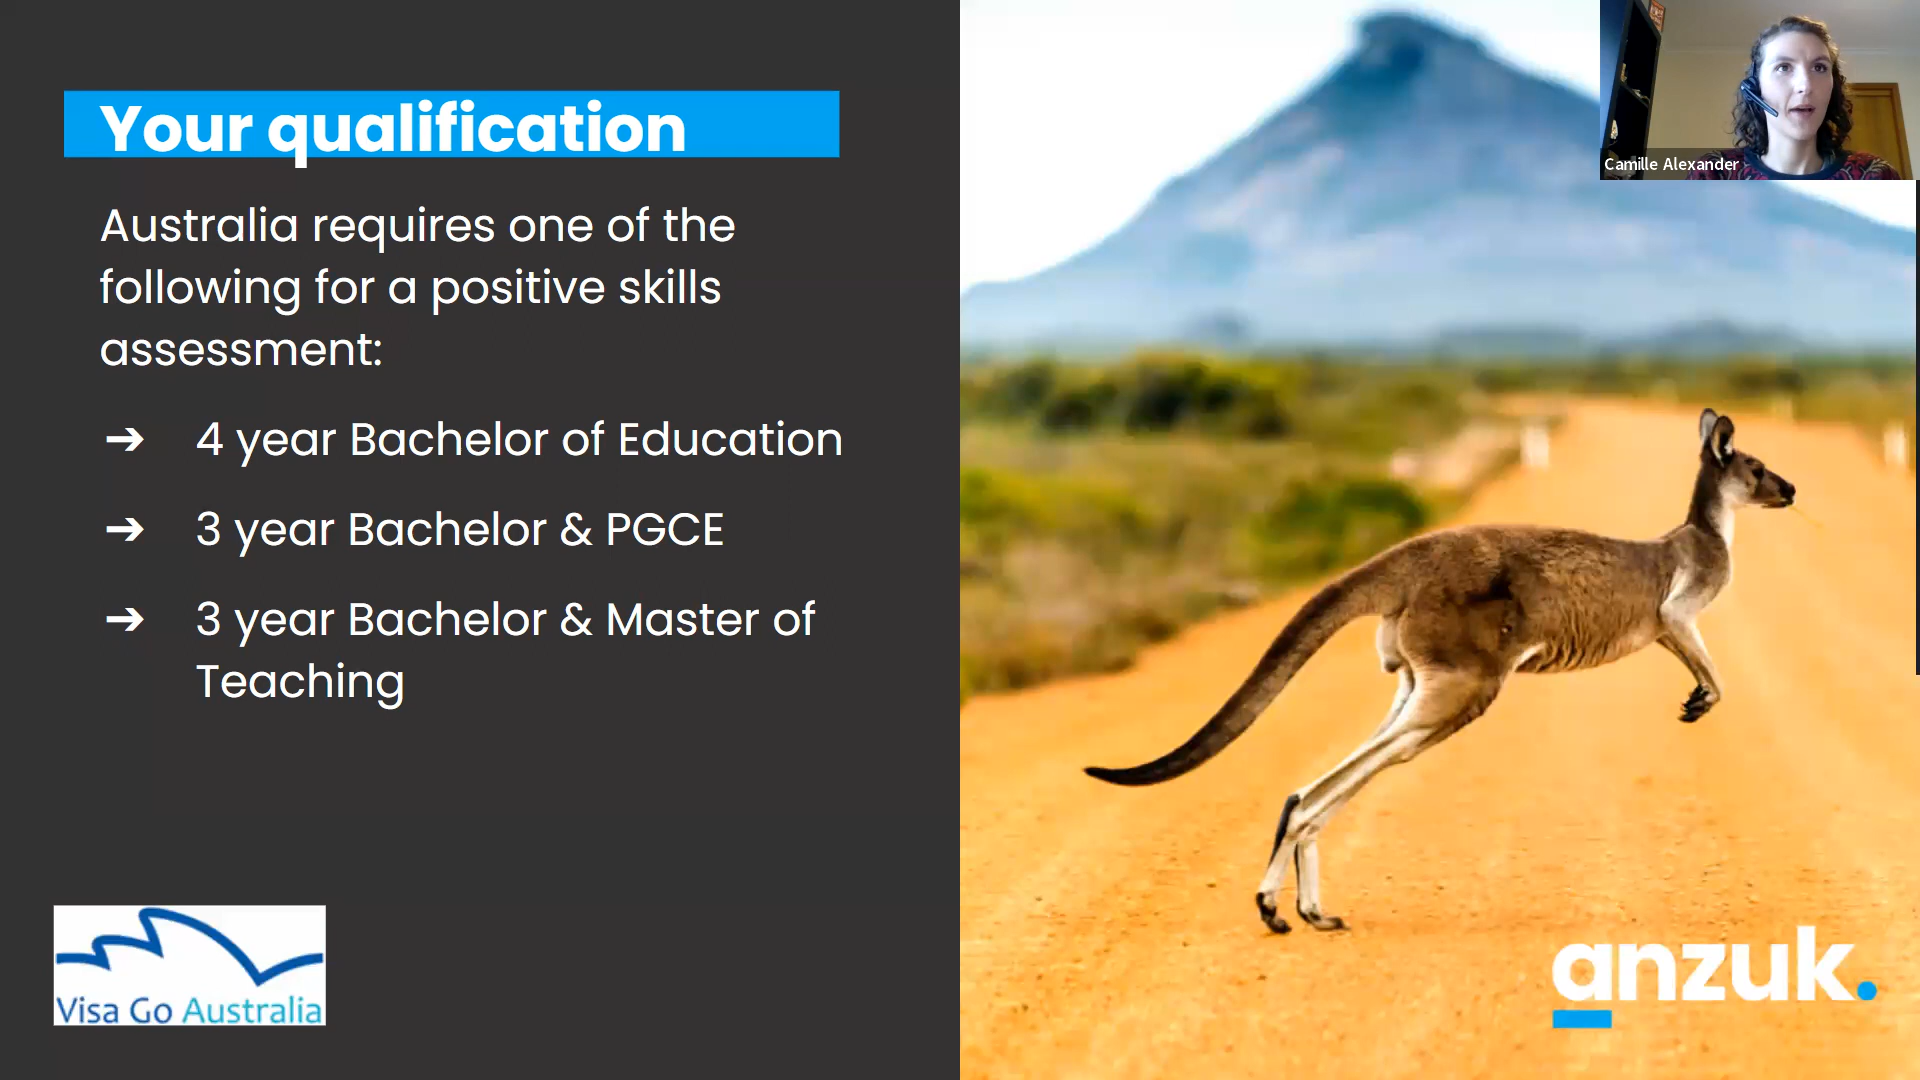 Your qualification
Australia requires one of the
following for a positive skills
assessment:
➔ 4 year Bachelor of Education
➔ 3 year Bachelor & PGCE
➔ 3 year Bachelor & Master of
Teaching
Visa Go Australia
Camille Alexander
anzuk.